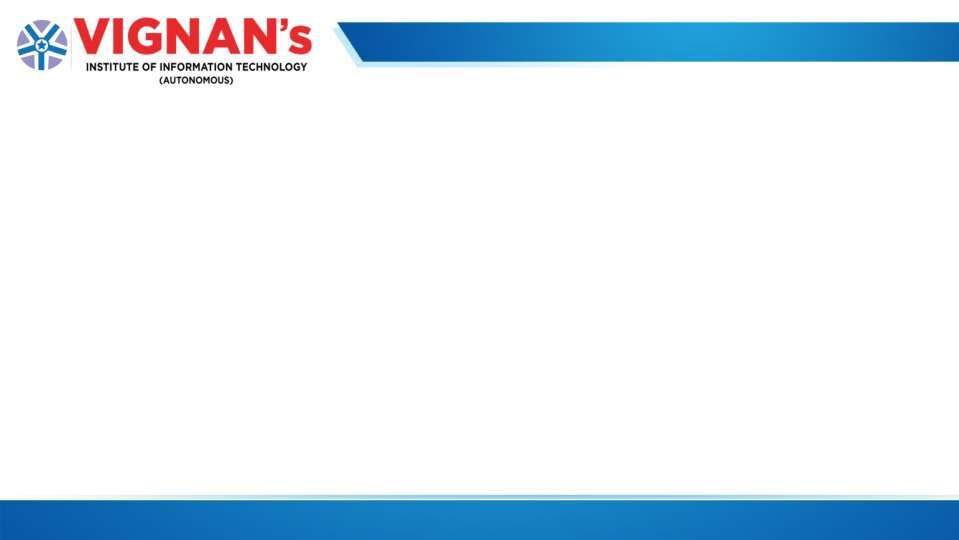 VIGNAN's
INSTITUTE OF INFORMATION TECHNOLOGY
(AUTONOMOUS)